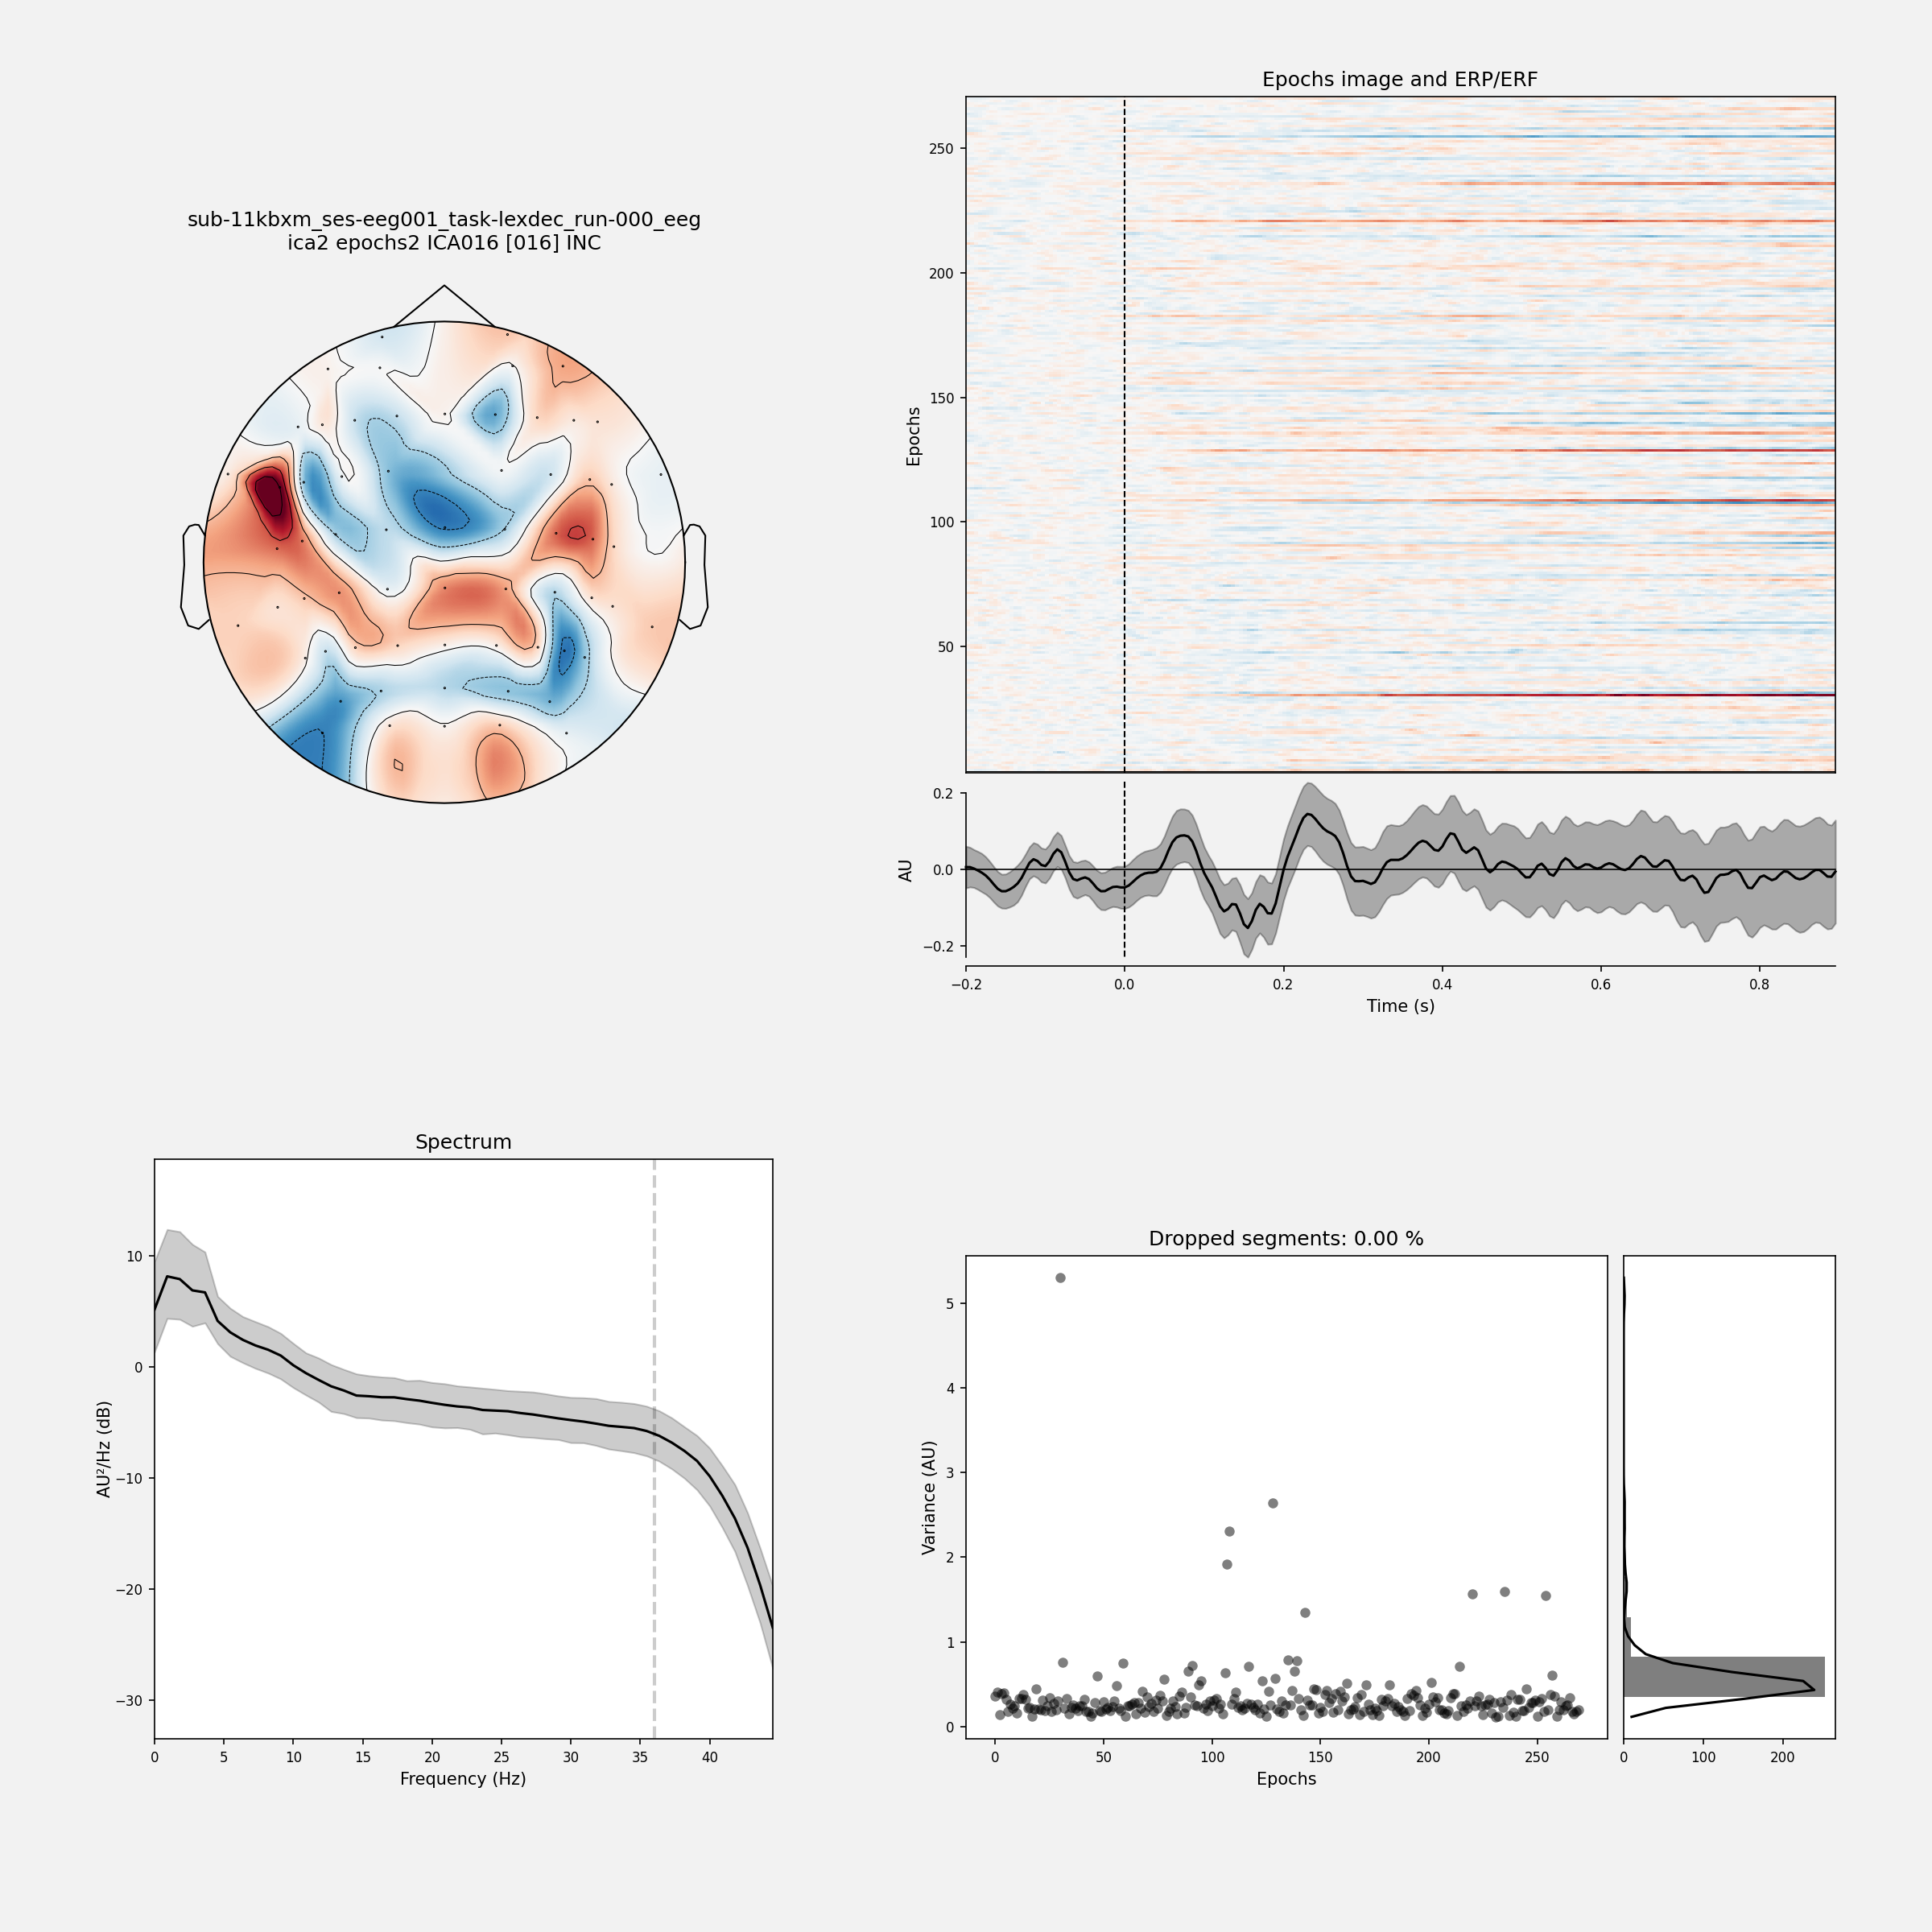 sub-11kbxm_ses-eeg001_task-lexdec_run-000_eeg
ica2 epochs2 ICA016 [016] INC
Epochs image and ERP/ERF
Epochs
250
200
150
100
50
AU
0.2
0.0
−0.2
−0.2 0.0 0.2 0.4 0.6 0.8
Time (s)
Spectrum
AU²/Hz (dB)
10
0
−10
−20
−30
0 5 10 15 20 25 30 35 40
Frequency (Hz)
Dropped segments: 0.00 %
Variance (AU)
5
4
3
2
1
0
0 50 100 150 200 250
Epochs
0 100 200